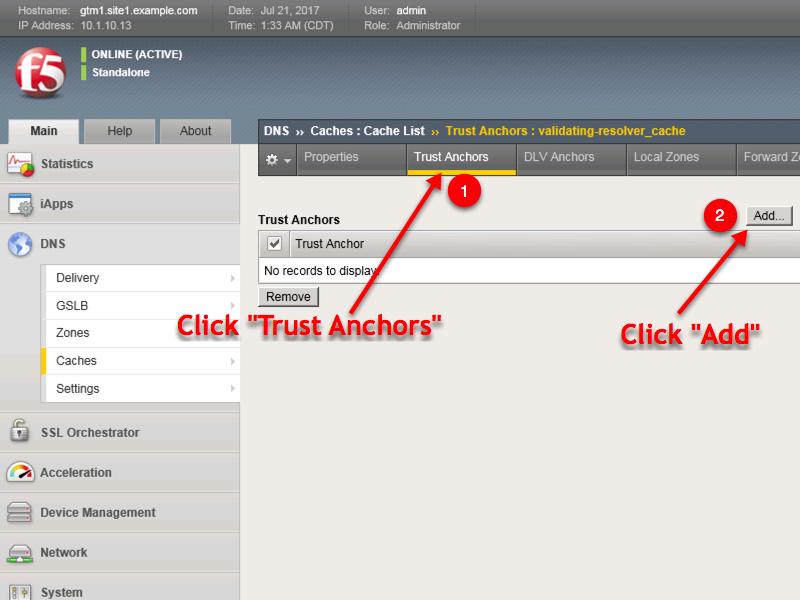 Hostname: gtm1.site1.example.com Date: Jul 21, 2017 User: admin
IP Address: 10.1.10.13 Time: 1:33 AM (CDT) Role: Administrator
f5
ONLINE (ACTIVE)
Standalone
Main Help About
DNS ›› Caches : Cache List ›› Trust Anchors : validating-resolver_cache
Properties Trust Anchors DLV Anchors Local Zones Forward Zo
Statistics
iApps
DNS
Delivery
GSLB
Zones
Caches
Settings
SSL Orchestrator
Acceleration
Device Management
Network
System
1
2
Add...
Trust Anchors
Trust Anchor
No records to display.
Remove
Click "Trust Anchors"
Click "Add"